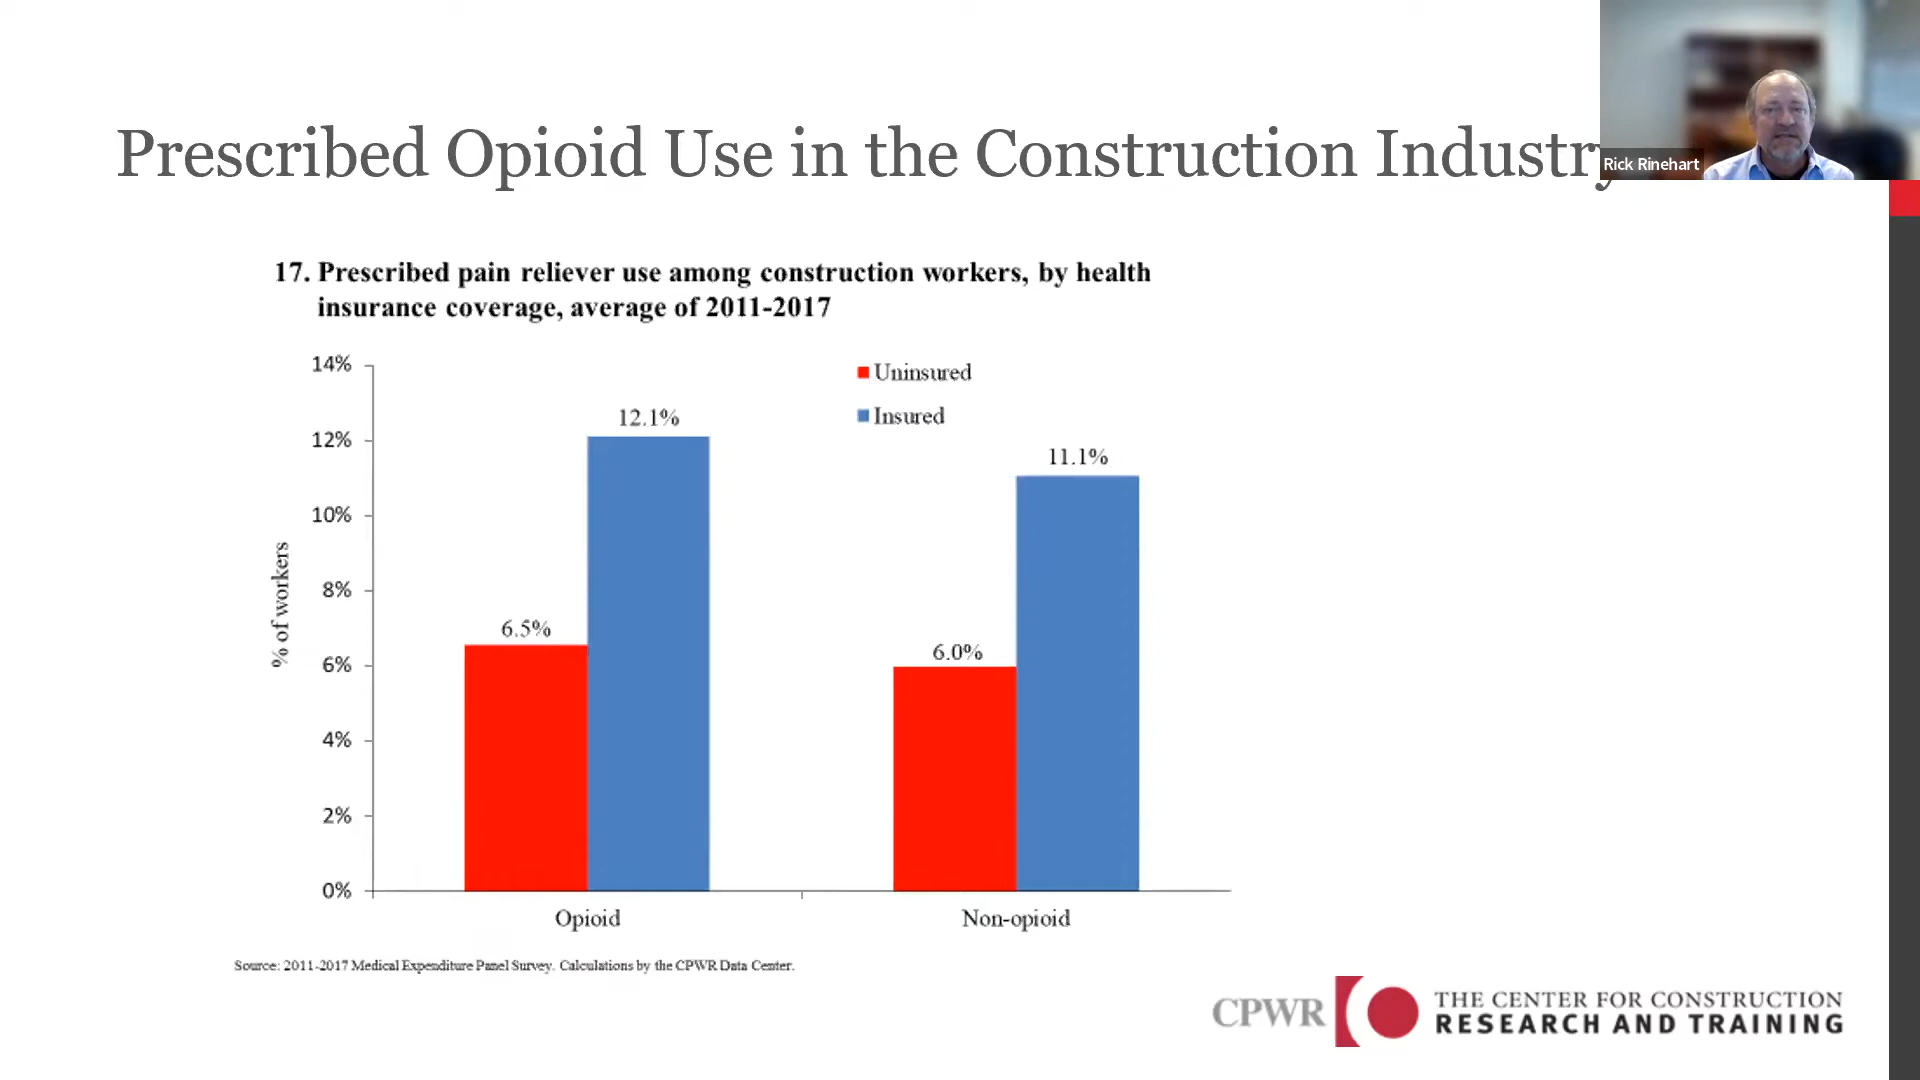 Prescribed Opioid Use in the Construction Industry
Rick Rinehart
17. Prescribed pain reliever use among construction workers, by health
insurance coverage, average of 2011-2017
14%
12%
10%
8%
6%
4%
2%
0%
% of workers
Uninsured
Insured
6.5%
12.1%
6.0%
11.1%
Opioid
Non-opioid
Source: 2011-2017 Medical Expenditure Panel Survey. Calculations by the CPWR Data Center.
CPWR
THE CENTER FOR CONSTRUCTION
RESEARCH AND TRAINING